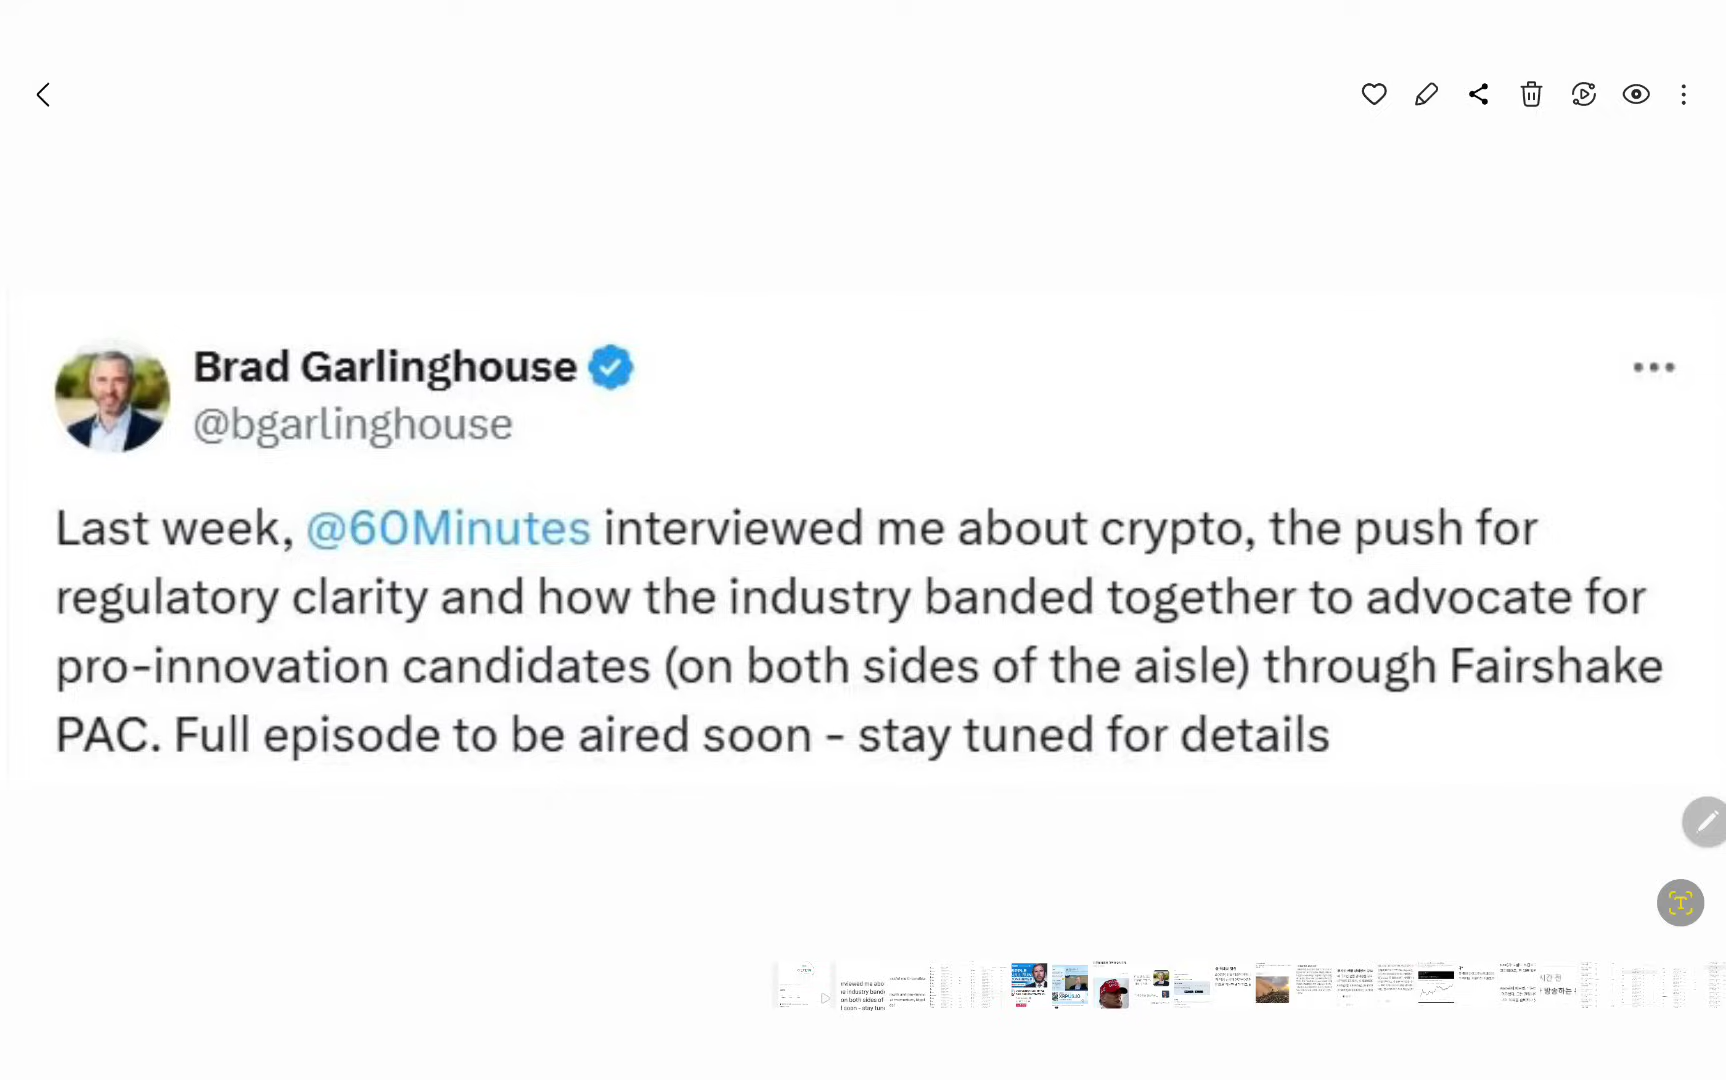 Brad Garlinghouse
@bgarlinghouse
Last week, @60Minutes interviewed me about crypto, the push for
regulatory clarity and how the industry banded together to advocate for
pro-innovation candidates (on both sides of the aisle) through Fairshake
PAC. Full episode to be aired soon - stay tuned for details